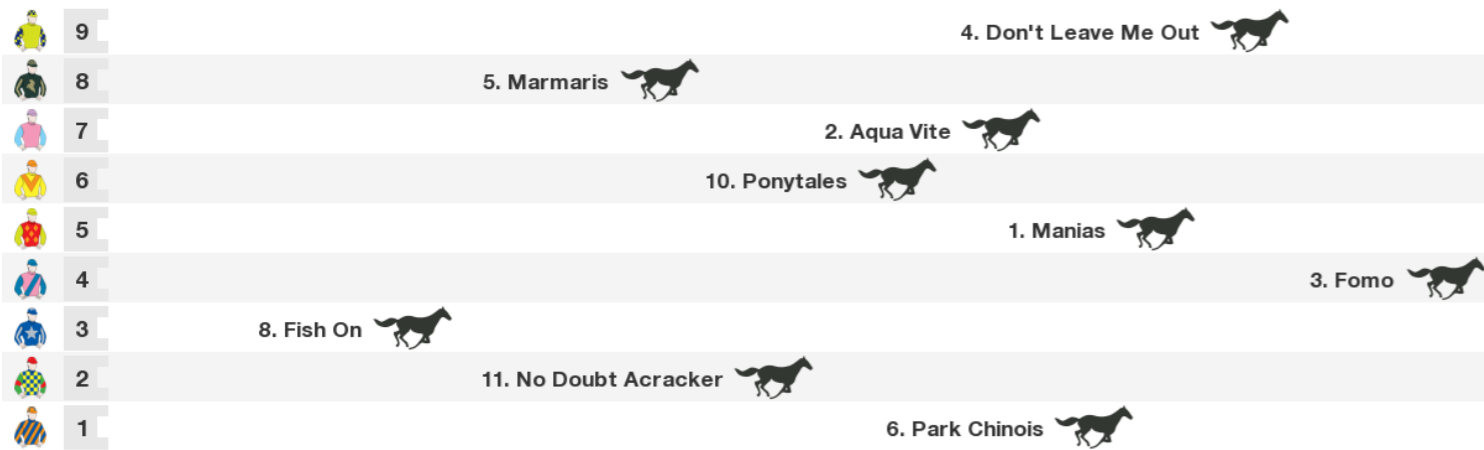 9 4. Don't Leave Me Out
8 5. Marmaris
7 2. Aqua Vite
6 10. Ponytales
5 1. Manias
4 3. Fomo
3 8. Fish On
2 11. No Doubt Acracker
1 6. Park Chinois